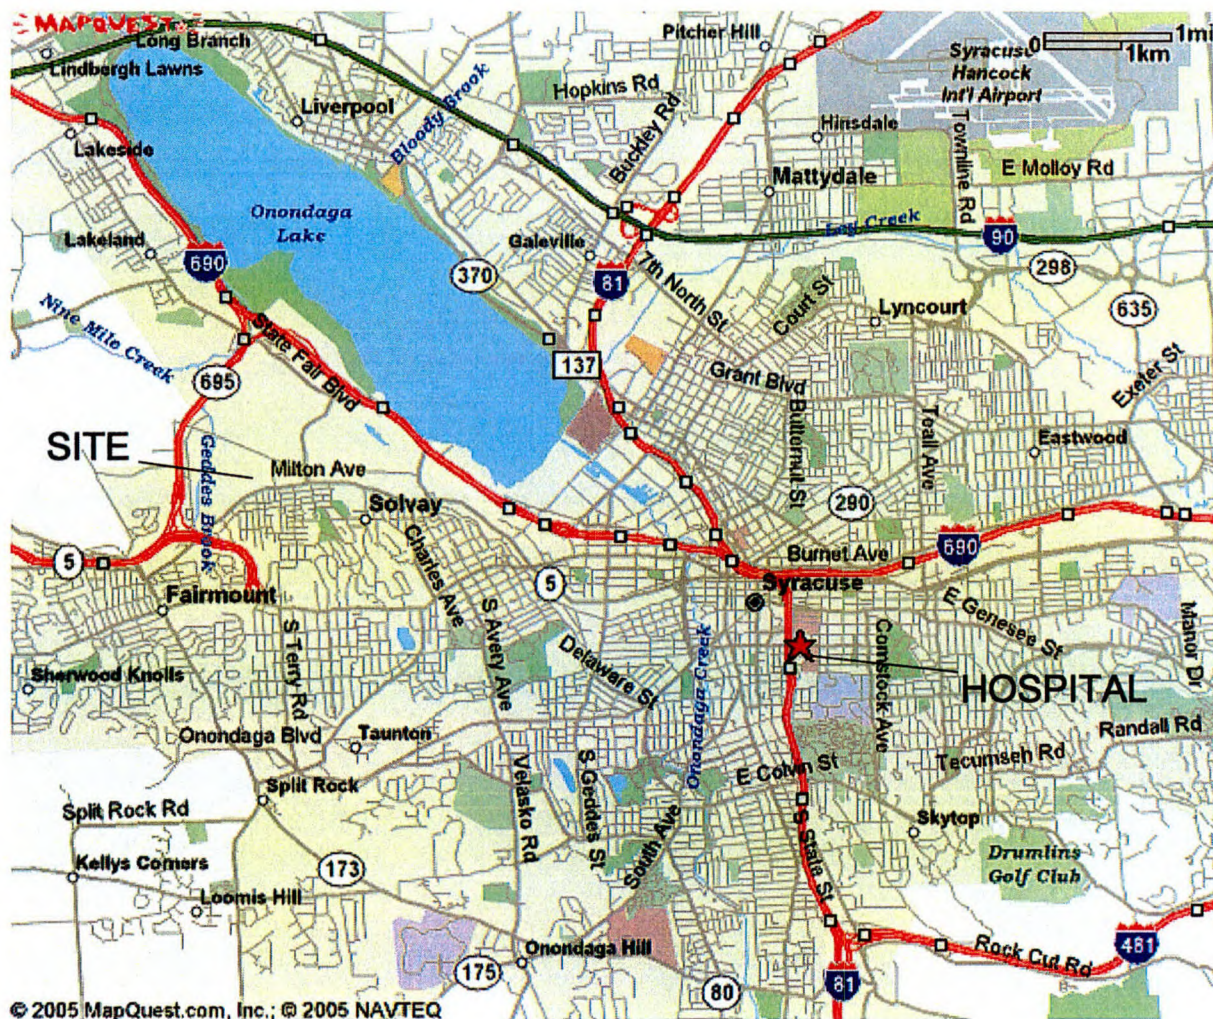 MAPQUEST
Long Branch
Lindbergh Lawns
Pitcher Hill
0 1mi
1km
Syracuse
Hancock
Int'l Airport
Liverpool
Bloody Brook
Hopkins Rd
Buckley Rd
Hinsdale
Townline Rd
Lakeside
E Molloy Rd
Mattydale
Onondaga
Lake
Lakeland
690
370
Galeville
81
Ley Creek
90
298
7th North St
Court St
Lyncourt
635
Nine Mile Creek
State Fair Blvd
695
137
Grant Blvd
Butternut St
Teall Ave
Exeter St
Eastwood
SITE
Geddes Brook
Milton Ave
Solvay
290
Charles Ave
5
Burnet Ave
690
5
Syracuse
Fairmount
S Terry Rd
S Avery Ave
Delaware St
Onondaga Creek
E Genesee St
Manor Dr
Comstock Ave
Sherwood Knolls
HOSPITAL
Randall Rd
Onondaga Blvd
Taunton
Tecumseh Rd
Velasko Rd
S Geddes St
E Colvin St
Split Rock
Split Rock Rd
South Ave
S State St
Skytop
Kellys Corners
173
Loomis Hill
Drumlins
Golf Club
Onondaga Hill
175
80
81
Rock Cut Rd
481
© 2005 MapQuest.com, Inc.; © 2005 NAVTEQ